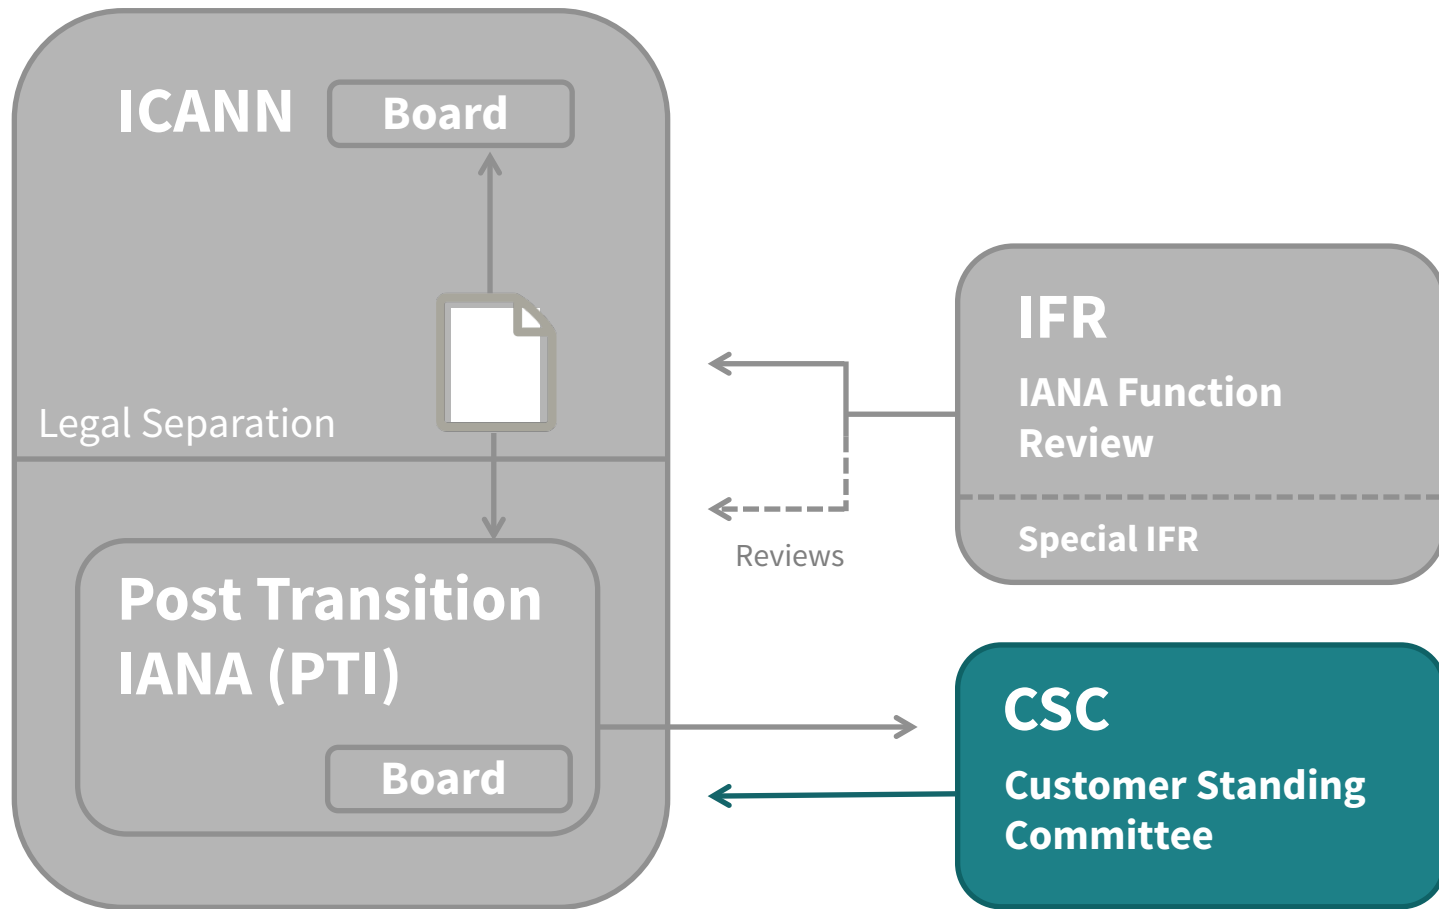 ICANN
Board
Legal Separation
Post Transition
IANA (PTI)
Board
Reviews
IFR
IANA Function
Review
Special IFR
CSC
Customer Standing
Committee